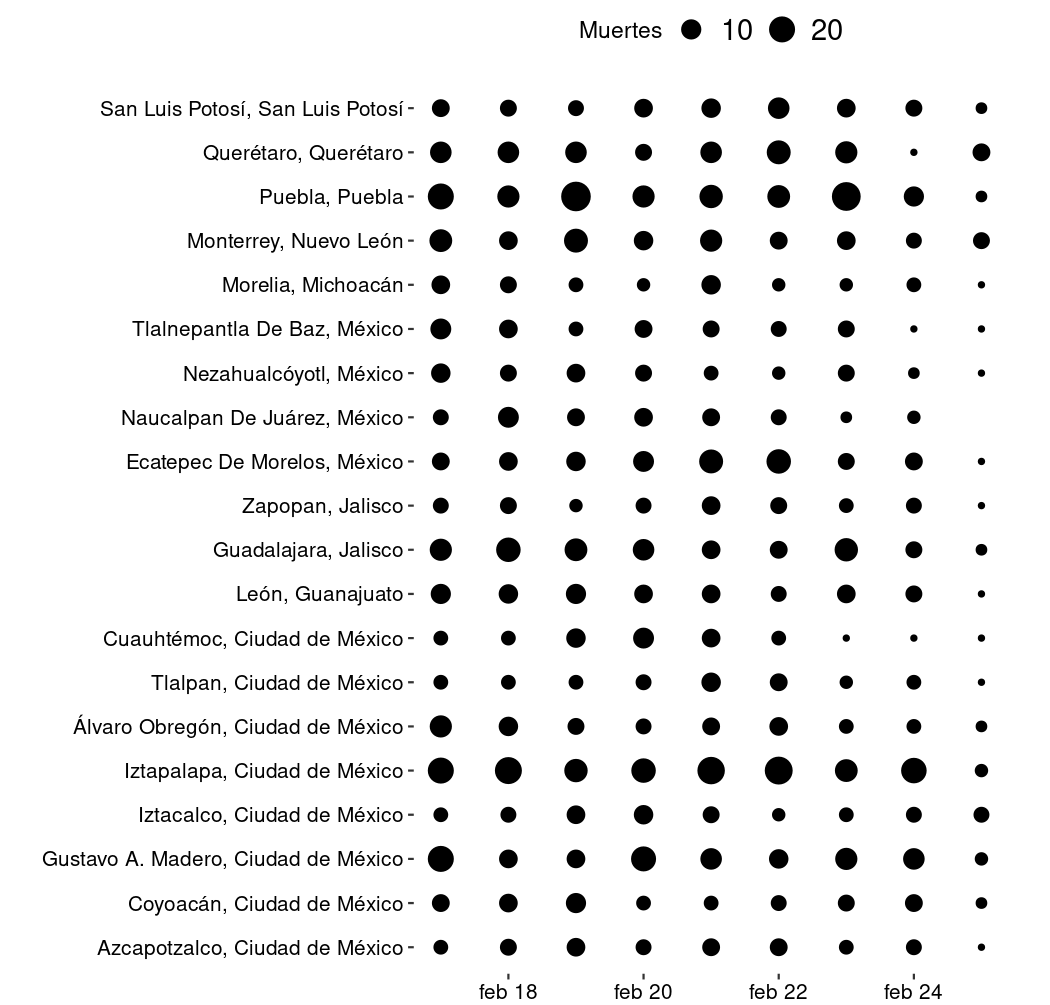 Muertes 10 20
San Luis Potosí, San Luis Potosí
Querétaro, Querétaro
Puebla, Puebla
Monterrey, Nuevo León
Morelia, Michoacán
Tlalnepantla De Baz, México
Nezahualcóyotl, México
Naucalpan De Juárez, México
Ecatepec De Morelos, México
Zapopan, Jalisco
Guadalajara, Jalisco
León, Guanajuato
Cuauhtémoc, Ciudad de México
Tlalpan, Ciudad de México
Álvaro Obregón, Ciudad de México
Iztapalapa, Ciudad de México
Iztacalco, Ciudad de México
Gustavo A. Madero, Ciudad de México
Coyoacán, Ciudad de México
Azcapotzalco, Ciudad de México
feb 18 feb 20 feb 22 feb 24